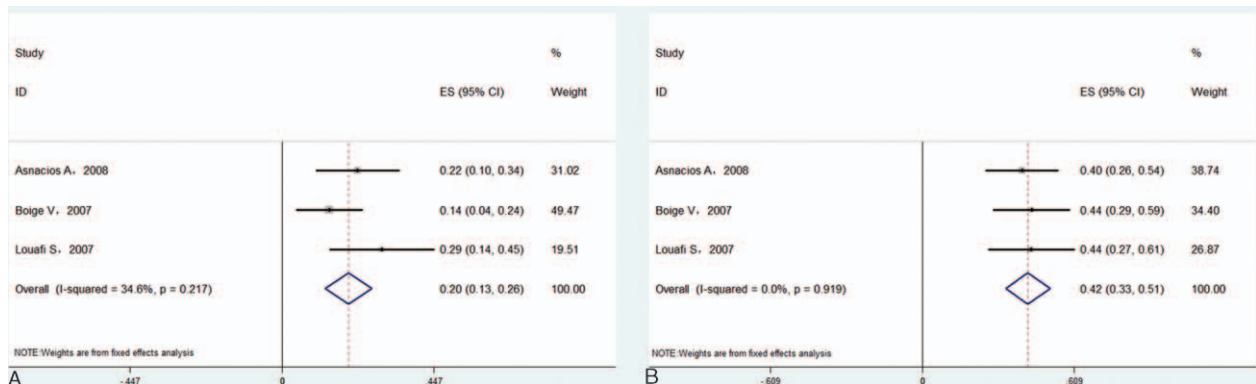 Study %
ID ES (95% CI) Weight
Asnacios A，2008 0.22 (0.10, 0.34) 31.02
Boige V，2007 0.14 (0.04, 0.24) 49.47
Louafi S，2007 0.29 (0.14, 0.45) 19.51
Overall (I-squared = 34.6%, p = 0.217) 0.20 (0.13, 0.26) 100.00
NOTE:Weights are from fixed effects analysis
A -.447 0 .447
Study %
ID ES (95% CI) Weight
Asnacios A，2008 0.40 (0.26, 0.54) 38.74
Boige V，2007 0.44 (0.29, 0.59) 34.40
Louafi S，2007 0.44 (0.27, 0.61) 26.87
Overall (I-squared = 0.0%, p = 0.919) 0.42 (0.33, 0.51) 100.00
NOTE:Weights are from fixed effects analysis
B -.609 0 .609